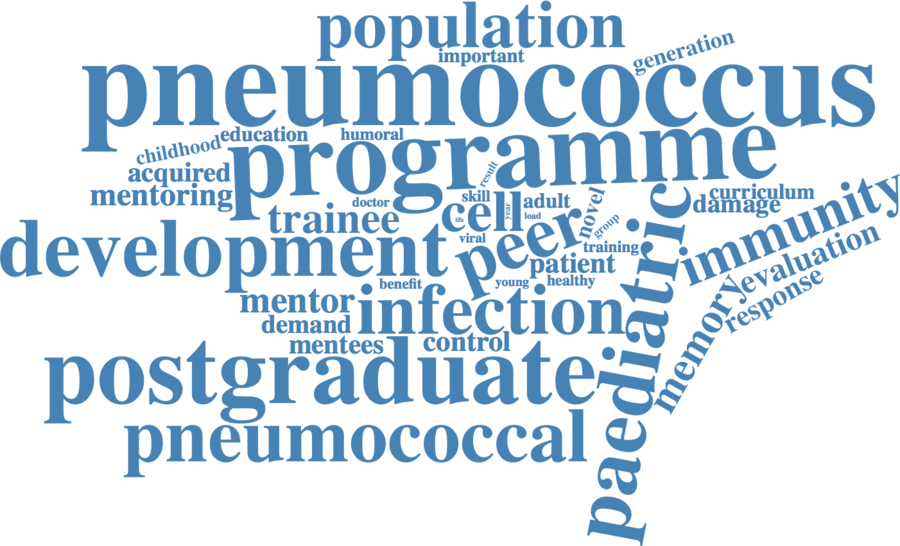 population
important
generation
pneumococcus
childhood
education
humoral
programme
acquired
mentoring
result
doctor
skill
adult
novel
curriculum
damage
trainee
cell
life
year
load
group
viral
peer
training
development
benefit
young
patient
healthy
paediatric
immunity
evaluation
response
memory
mentor
demand
infection
mentees
control
postgraduate
pneumococcal